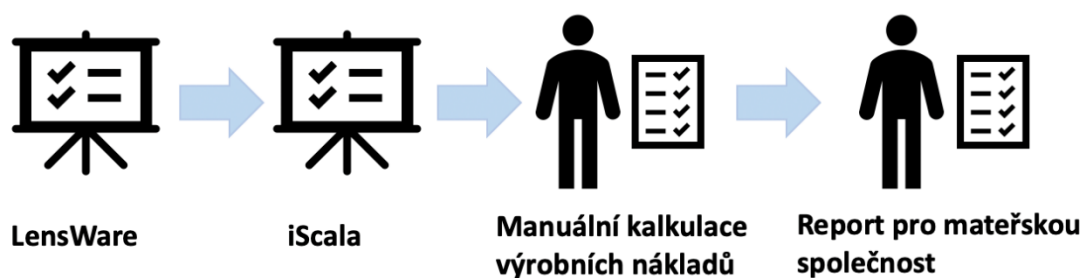 LensWare
iScala
Manuální kalkulace
výrobních nákladů
Report pro mateřskou
společnost